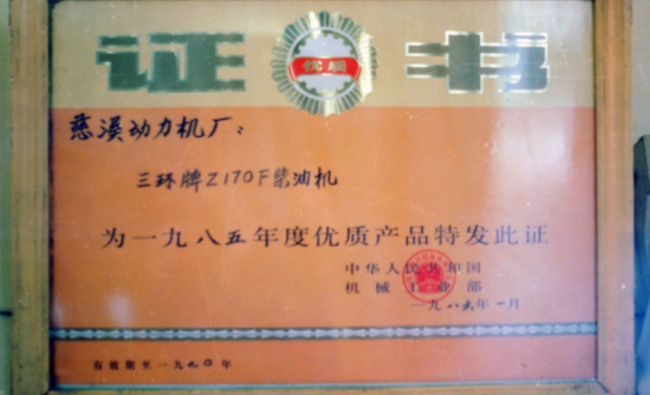 证书
优质
慈溪动力机厂：
三环牌Z170F柴油机
为一九八五年度优质产品特发此证
中华人民共和国
机械工业部
一九八六年一月
有效期至一九九〇年